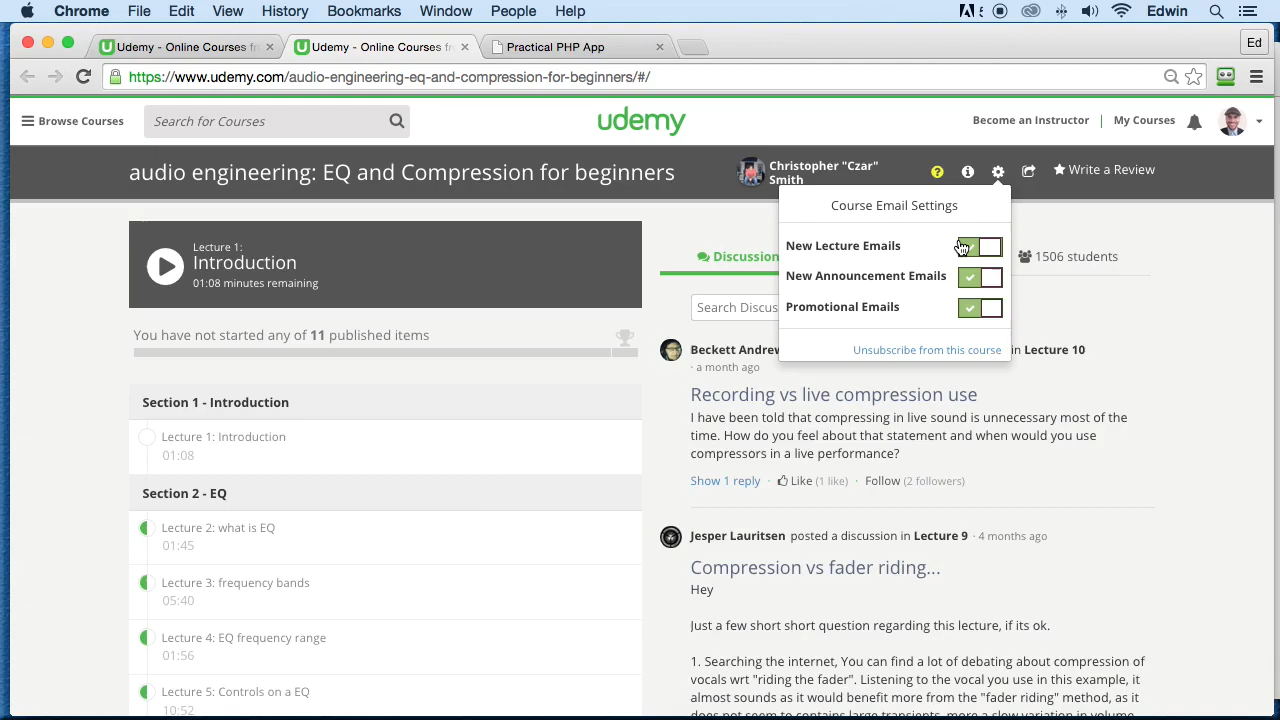 Chrome File Edit View History Bookmarks Window People Help Edwin
Udemy - Online Courses fr
Udemy - Online Courses fr
Practical PHP App
Ed
https://www.udemy.com/audio-engineering-eq-and-compression-for-beginners/#/
Browse Courses
Search for Courses
udemy
Become an Instructor
My Courses
audio engineering: EQ and Compression for beginners
Christopher "Czar"
Smith
Write a Review
Course Email Settings
New Lecture Emails
New Announcement Emails
Promotional Emails
Unsubscribe from this course
Lecture 1:
Introduction
01:08 minutes remaining
You have not started any of 11 published items
Section 1 - Introduction
Lecture 1: Introduction
01:08
Section 2 - EQ
Lecture 2: what is EQ
01:45
Lecture 3: frequency bands
05:40
Lecture 4: EQ frequency range
01:56
Lecture 5: Controls on a EQ
10:52
Discussion
1506 students
Search Discu
Beckett Andrew
in Lecture 10
· a month ago
Recording vs live compression use
I have been told that compressing in live sound is unnecessary most of the
time. How do you feel about that statement and when would you use
compressors in a live performance?
Show 1 reply · Like (1 like) · Follow (2 followers)
Jesper Lauritsen posted a discussion in Lecture 9 · 4 months ago
Compression vs fader riding...
Hey
Just a few short short question regarding this lecture, if its ok.
1. Searching the internet, You can find a lot of debating about compression of
vocals wrt "riding the fader". Listening to the vocal you use in this example, it
almost sounds as it would benefit more from the "fader riding" method, as it
does not seem to contains large transients, more a slow variation in volume